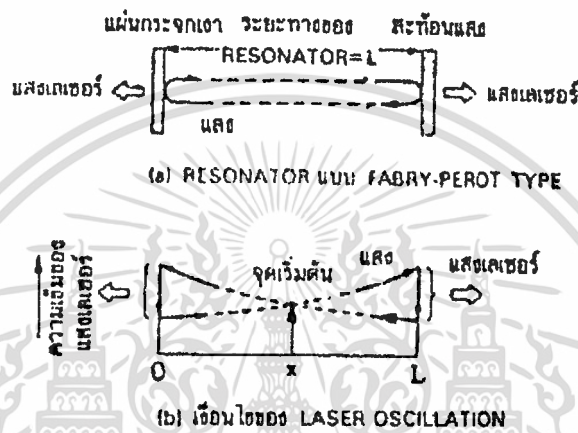 แผ่นกระจกเงา ระยะทางของ สะท้อนแสง
RESONATOR=L
แสงเลเซอร์
แสงเลเซอร์
แสง
(a) RESONATOR แบบ FABRY-PEROT TYPE
ความเข้มของ
แสงเลเซอร์
จุดเริ่มต้น
แสง
แสงเลเซอร์
0 x L
(b) เงื่อนไขของ LASER OSCILLATION